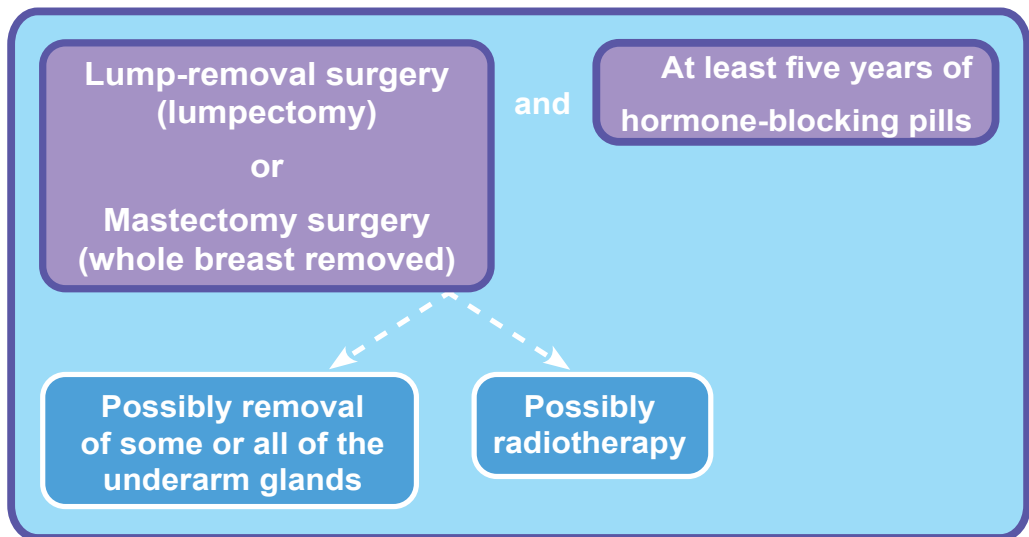 Lump-removal surgery
(lumpectomy)
or
Mastectomy surgery
(whole breast removed)
and
At least five years of
hormone-blocking pills
Possibly removal
of some or all of the
underarm glands
Possibly
radiotherapy